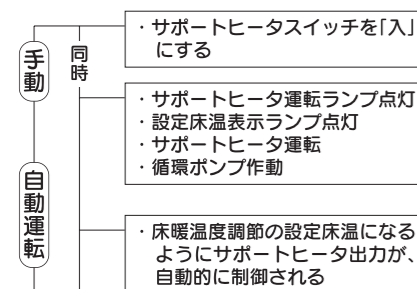 手動
同時
・サポートヒータスイッチを「入」
にする
・サポートヒータ運転ランプ点灯
・設定床温表示ランプ点灯
・サポートヒータ運転
・循環ポンプ作動
自動運転
・床暖温度調節の設定床温になる
ようにサポートヒータ出力が、
自動的に制御される